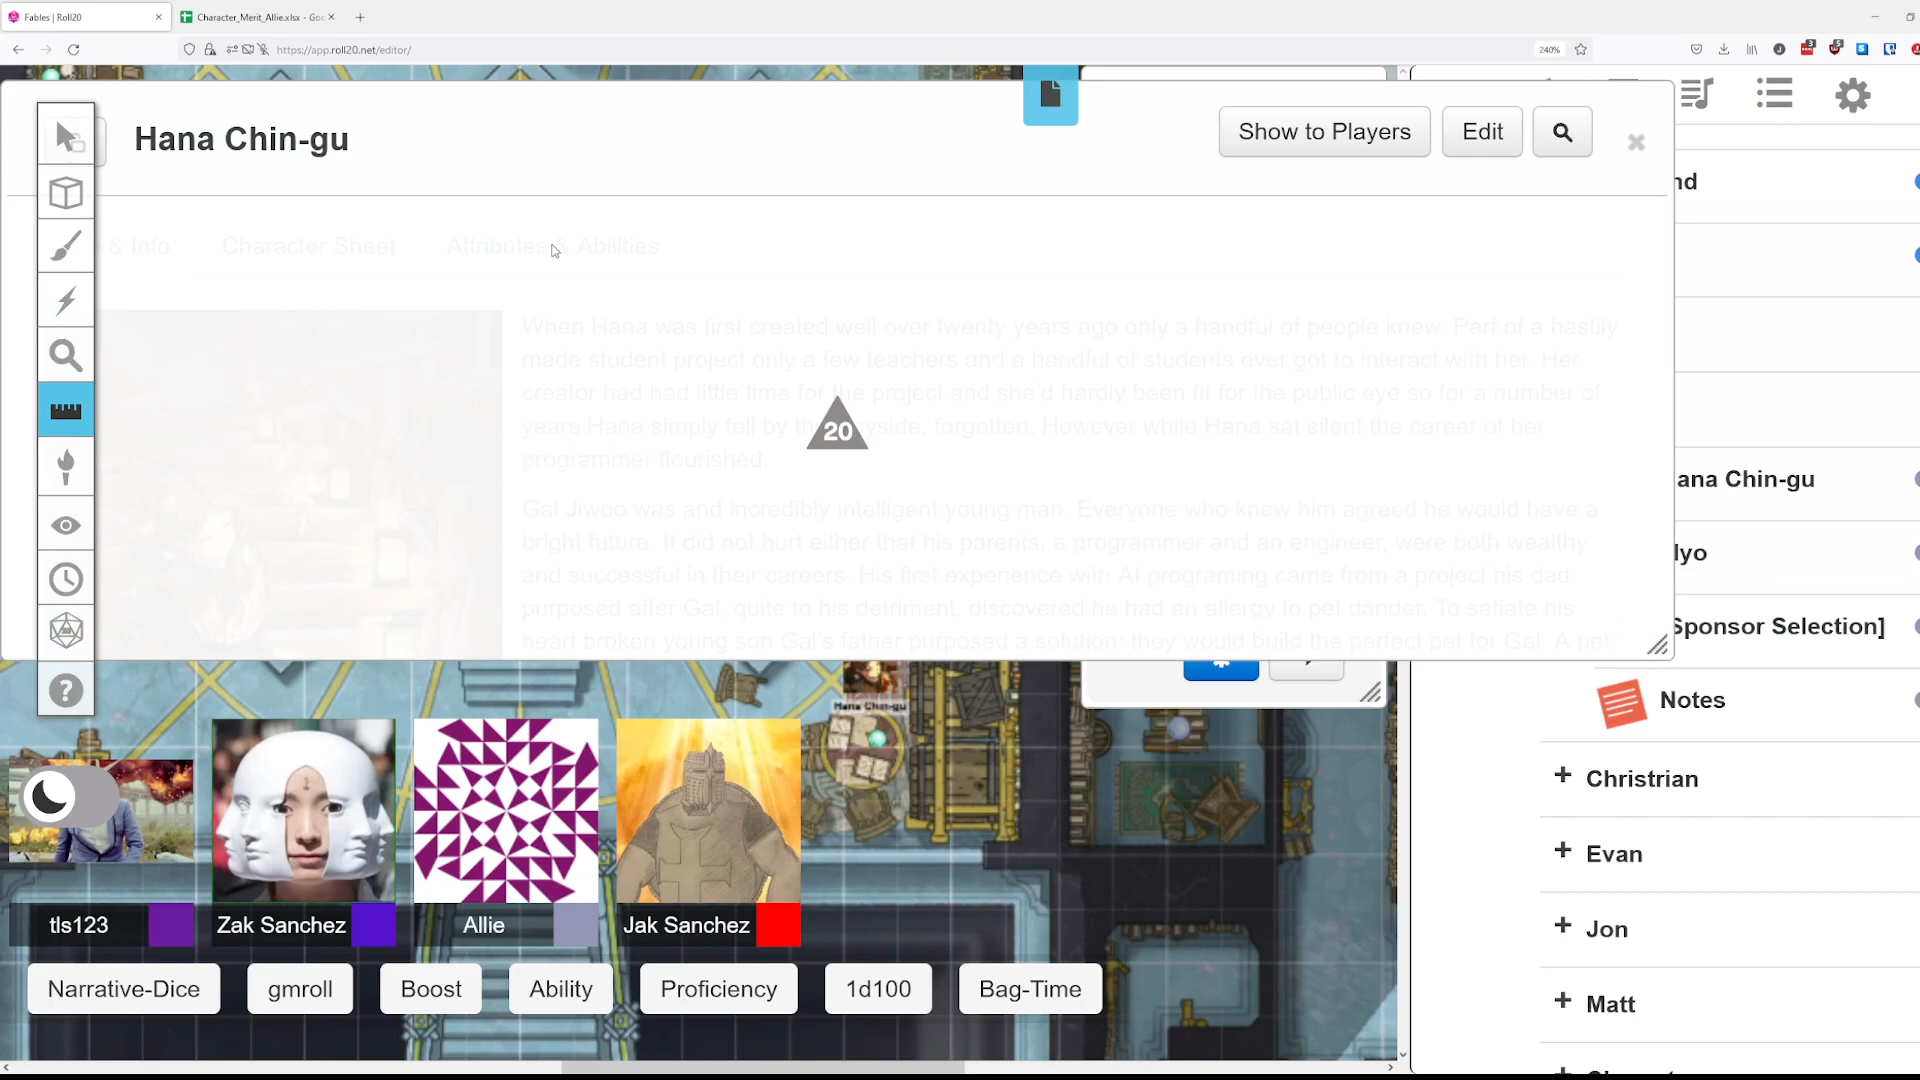 Fables | Roll20
Character_Merit_Allie.xlsx - Goo
https://app.roll20.net/editor/
240%
Hana Chin-gu
Show to Players
Edit
& Info
Character Sheet
Attributes & Abilities
When Hana was first created well over twenty years ago only a handful of people knew. Part of a hastily
made student project only a few teachers and a handful of students ever got to interact with her. Her
creator had had little time for the project and she'd hardly been fit for the public eye so for a number of
years Hana simply fell by the wayside, forgotten. However while Hana sat silent the career of her
programmer flourished.
20
Gal Jiwoo was and incredibly intelligent young man. Everyone who knew him agreed he would have a
bright future. It did not hurt either that his parents, a programmer and an engineer, were both wealthy
and successful in their careers. His first experience with AI programing came from a project his dad
purposed after Gal, quite to his detriment, discovered he had an allergy to pet dander. To satiate his
heart broken young son Gal's father purposed a solution: they would build the perfect pet for Gal. A pet
nd
ana Chin-gu
lyo
Sponsor Selection]
Notes
Christrian
Evan
Jon
Matt
Hana Chin-gu
tls123
Zak Sanchez
Allie
Jak Sanchez
Narrative-Dice
gmroll
Boost
Ability
Proficiency
1d100
Bag-Time